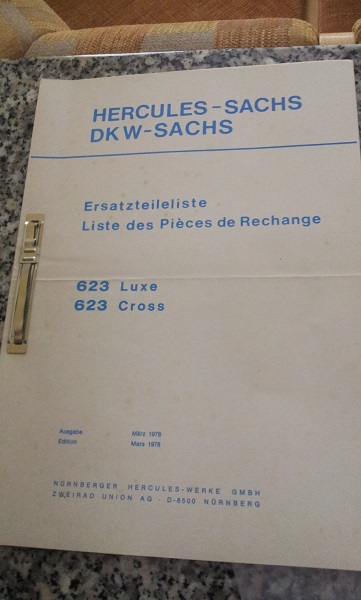 HERCULES-SACHS
DKW-SACHS
Ersatzteileliste
Liste des Pièces de Rechange
623 Luxe
623 Cross
Ausgabe März 1978
Edition Mars 1978
NÜRNBERGER HERCULES-WERKE GMBH
ZWEIRAD UNION AG · D-8500 NÜRNBERG